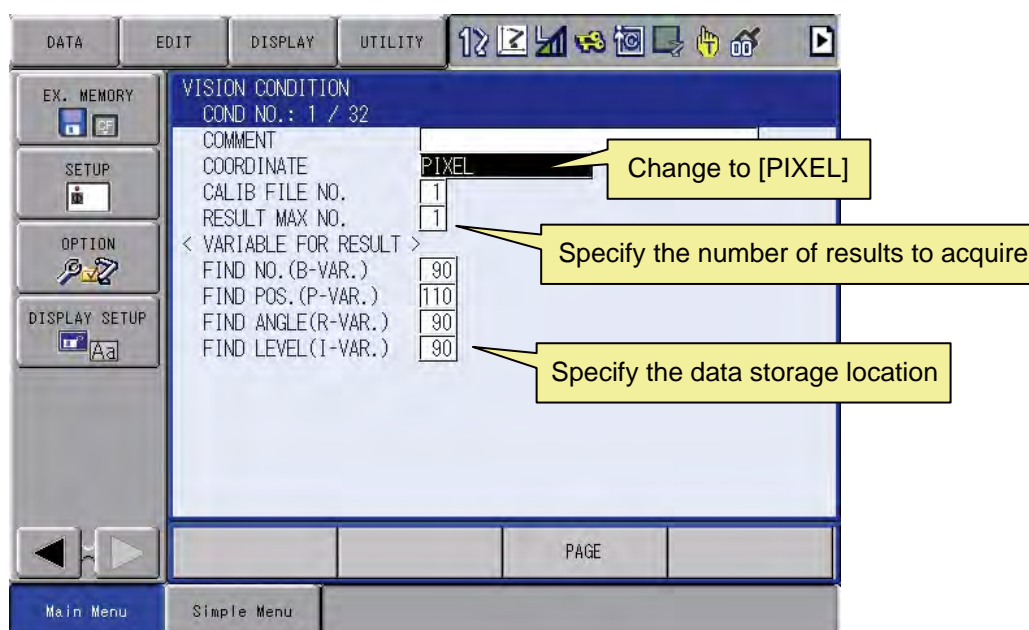 DATA EDIT DISPLAY UTILITY
EX. MEMORY
CF
SETUP
OPTION
DISPLAY SETUP
Aa
VISION CONDITION
COND NO.: 1 / 32
COMMENT
COORDINATE PIXEL
Change to [PIXEL]
CALIB FILE NO. 1
RESULT MAX NO. 1
Specify the number of results to acquire
< VARIABLE FOR RESULT >
FIND NO.(B-VAR.) 90
FIND POS.(P-VAR.) 110
FIND ANGLE(R-VAR.) 90
FIND LEVEL(I-VAR.) 90
Specify the data storage location
PAGE
Main Menu Simple Menu